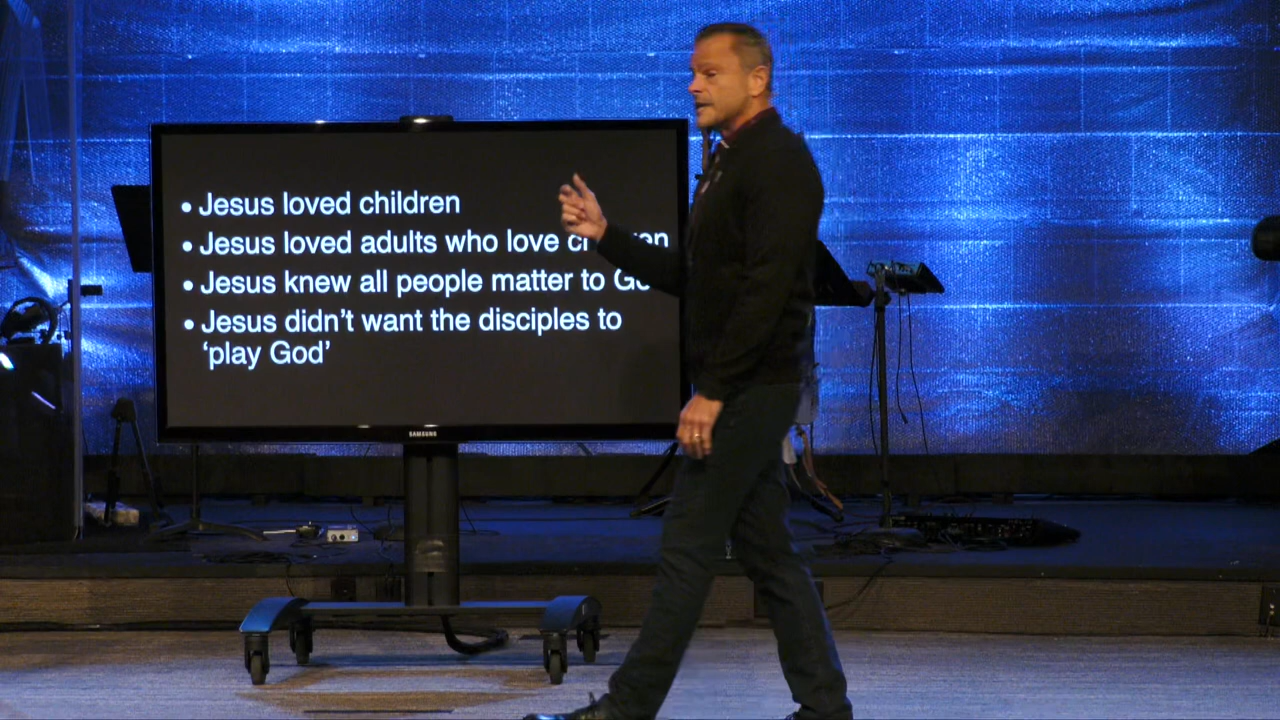 • Jesus loved children
• Jesus loved adults who love
• Jesus knew all people matter to
• Jesus didn't want the disciples to
‘play God’
SAMSUNG